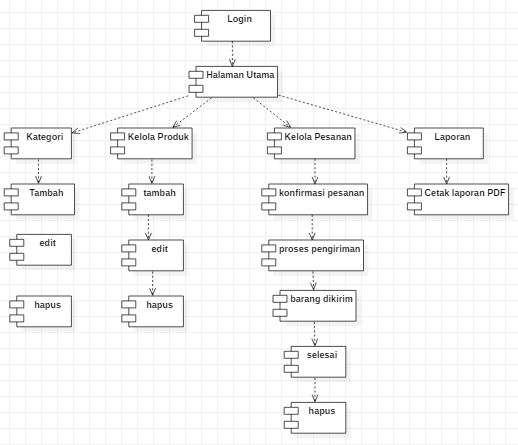 Login
Halaman Utama
Kategori
Kelola Produk
Kelola Pesanan
Laporan
Tambah
tambah
konfirmasi pesanan
Cetak laporan PDF
edit
edit
proses pengiriman
hapus
hapus
barang dikirim
selesai
hapus